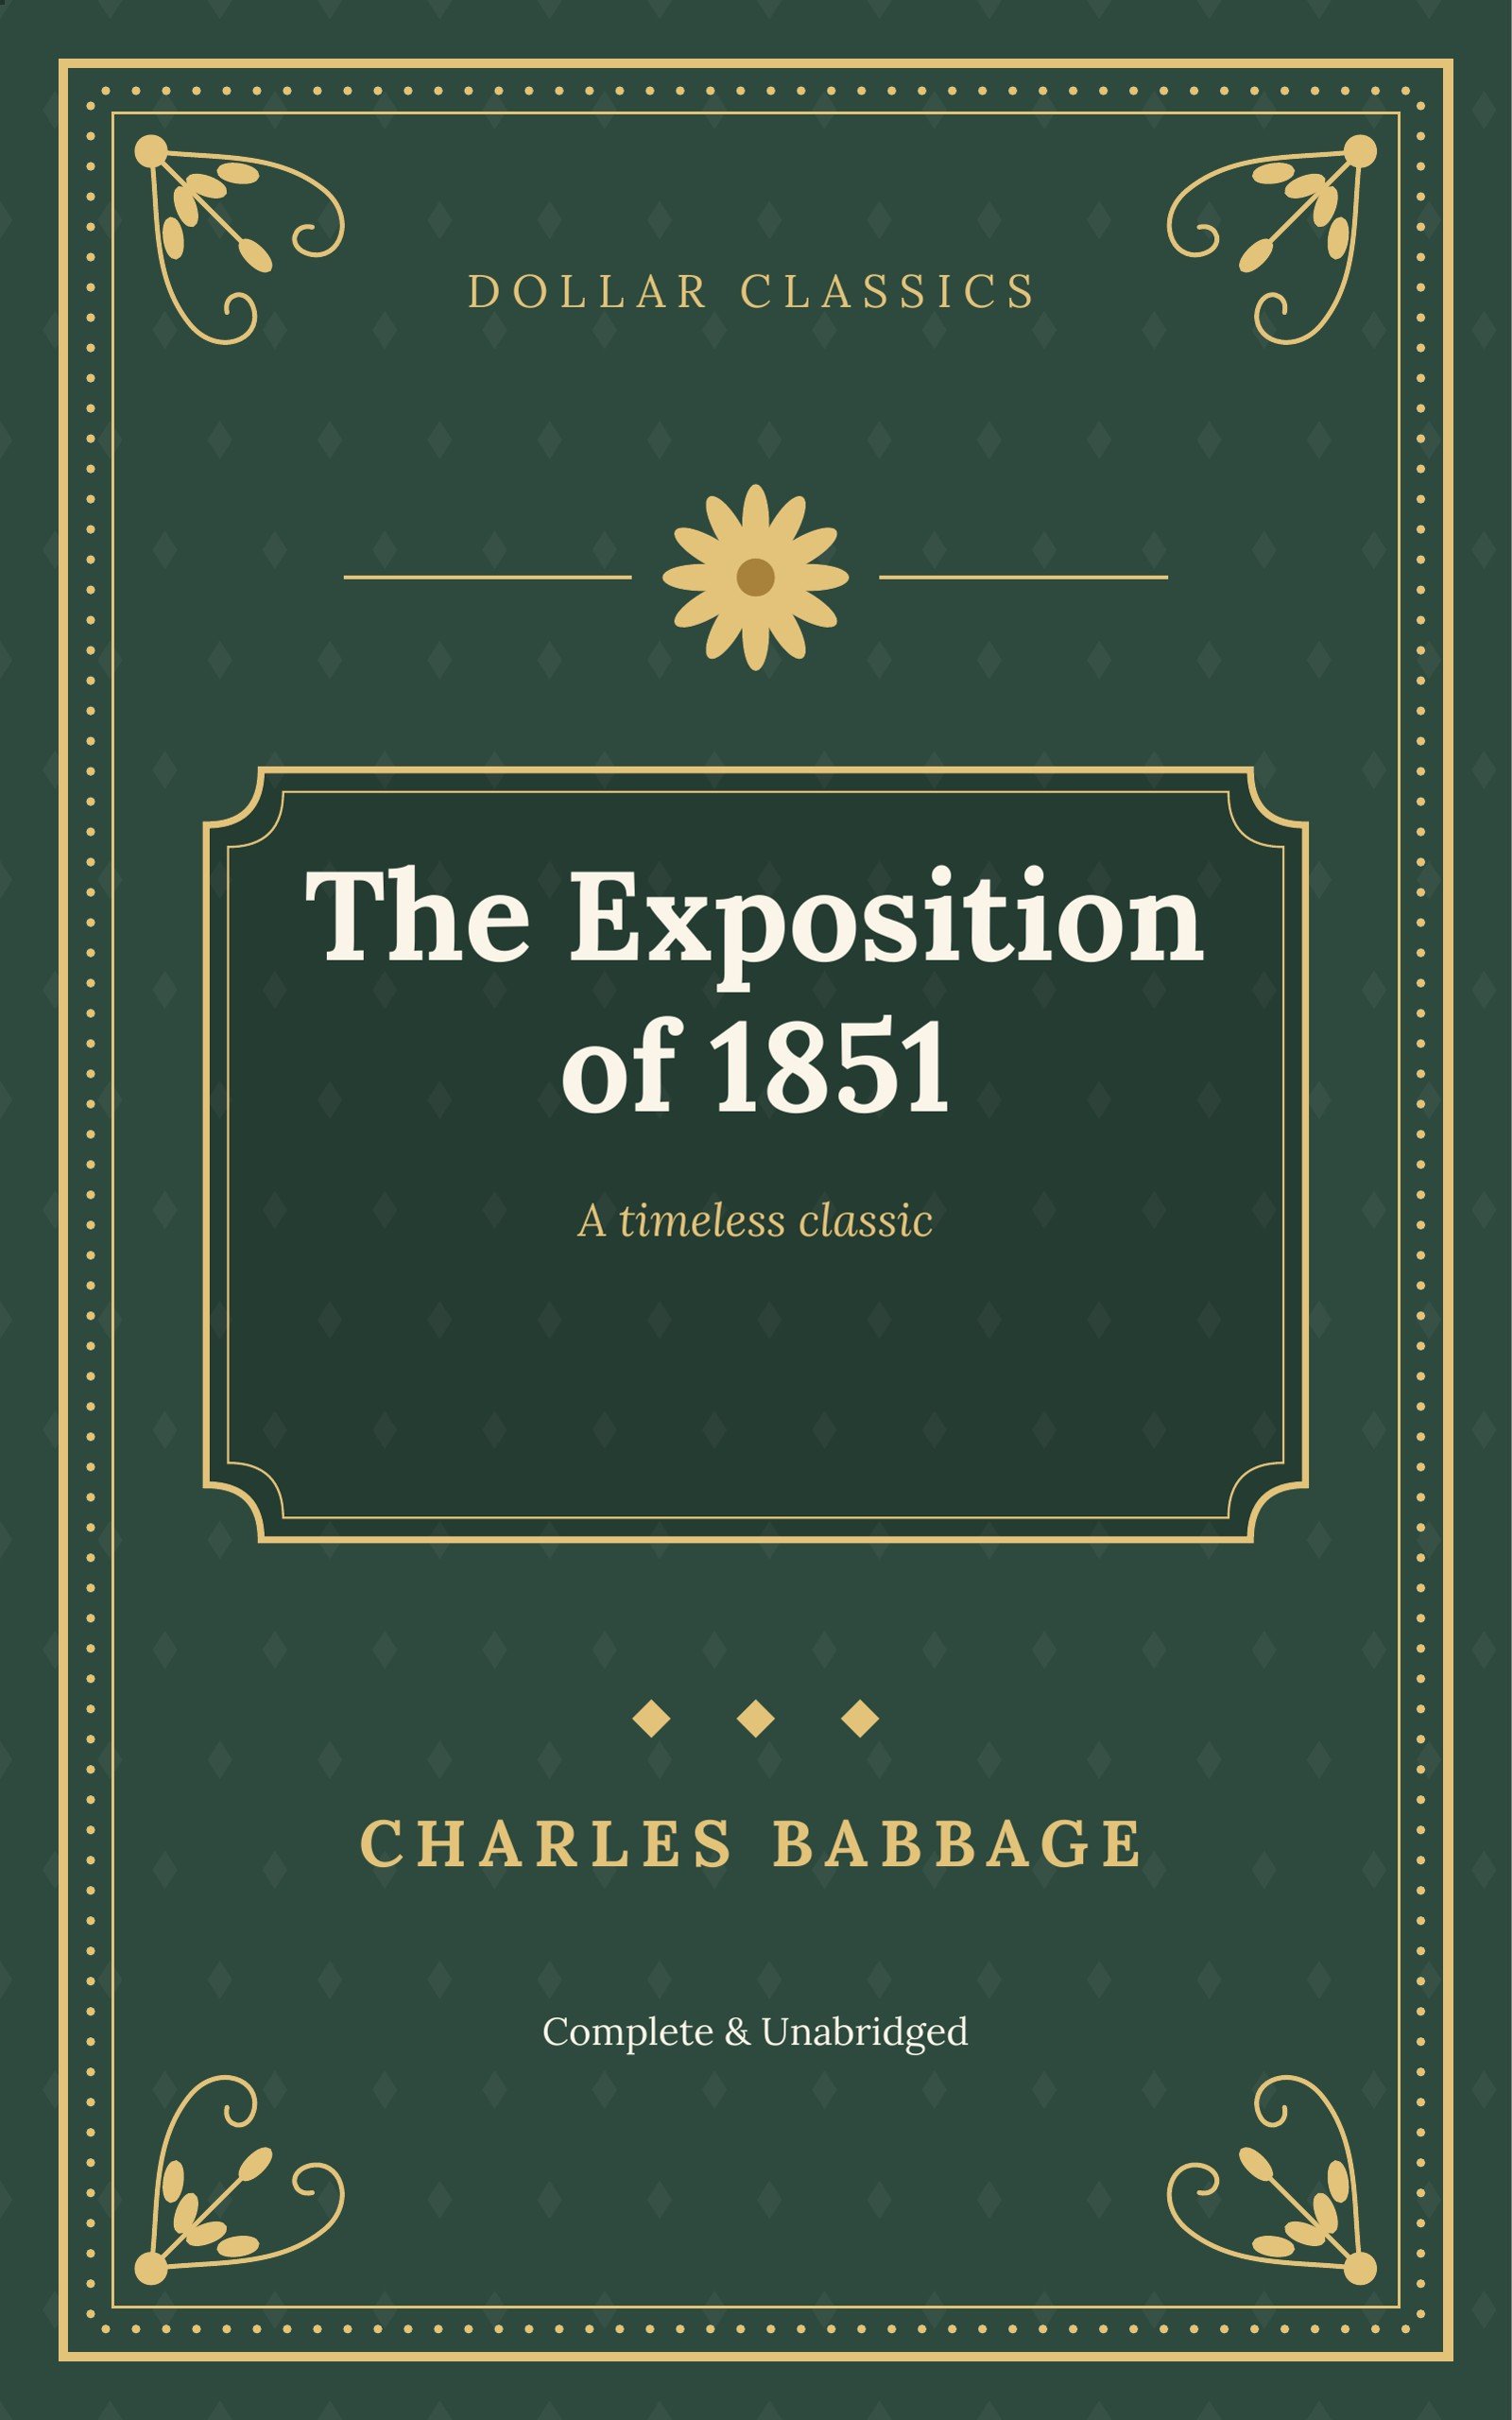 DOLLAR CLASSICS
The Exposition
of 1851
A timeless classic
CHARLES BABBAGE
Complete & Unabridged